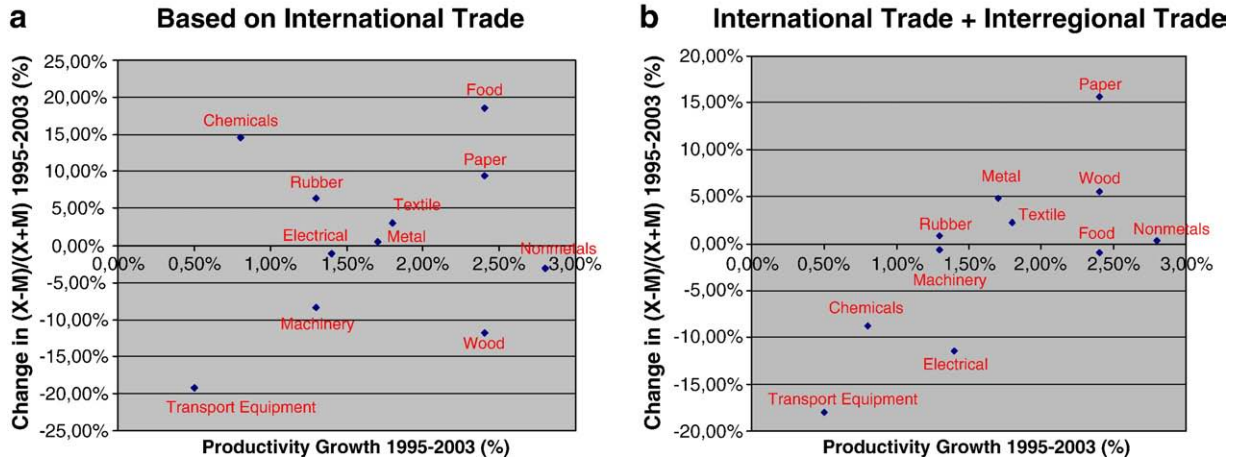 a Based on International Trade
Change in (X-M)/(X+M) 1995-2003 (%)
25,00%
20,00%
15,00%
10,00%
5,00%
0,00%
-5,00%
-10,00%
-15,00%
-20,00%
-25,00%
0,00% 0,50% 1,00% 1,50% 2,00% 2,50% 3,00%
Food
Chemicals
Paper
Rubber
Textile
Electrical
Metal
Nonmetals
Machinery
Wood
Transport Equipment
Productivity Growth 1995-2003 (%)
b International Trade + Interregional Trade
Change in (X-M)/(X+M) 1995-2003 (%)
20,00%
15,00%
10,00%
5,00%
0,00%
-5,00%
-10,00%
-15,00%
-20,00%
0,00% 0,50% 1,00% 1,50% 2,00% 2,50% 3,00%
Paper
Metal
Wood
Textile
Rubber
Food
Nonmetals
Machinery
Chemicals
Electrical
Transport Equipment
Productivity Growth 1995-2003 (%)